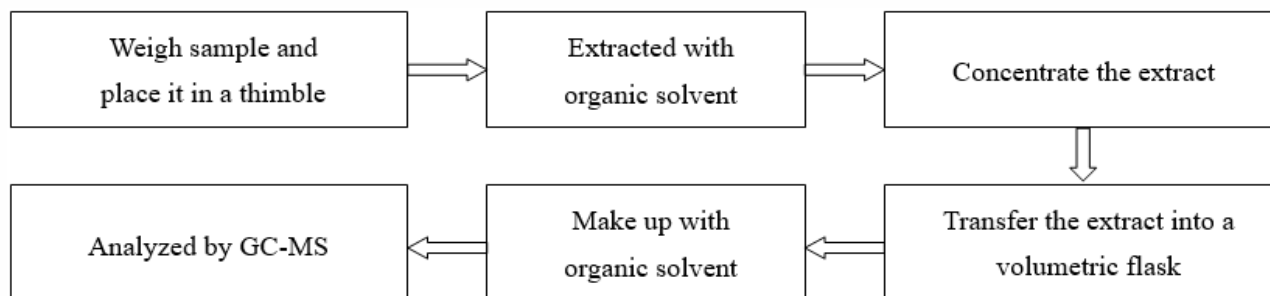 Weigh sample and
place it in a thimble
Extracted with
organic solvent
Concentrate the extract
Transfer the extract into a
volumetric flask
Make up with
organic solvent
Analyzed by GC-MS